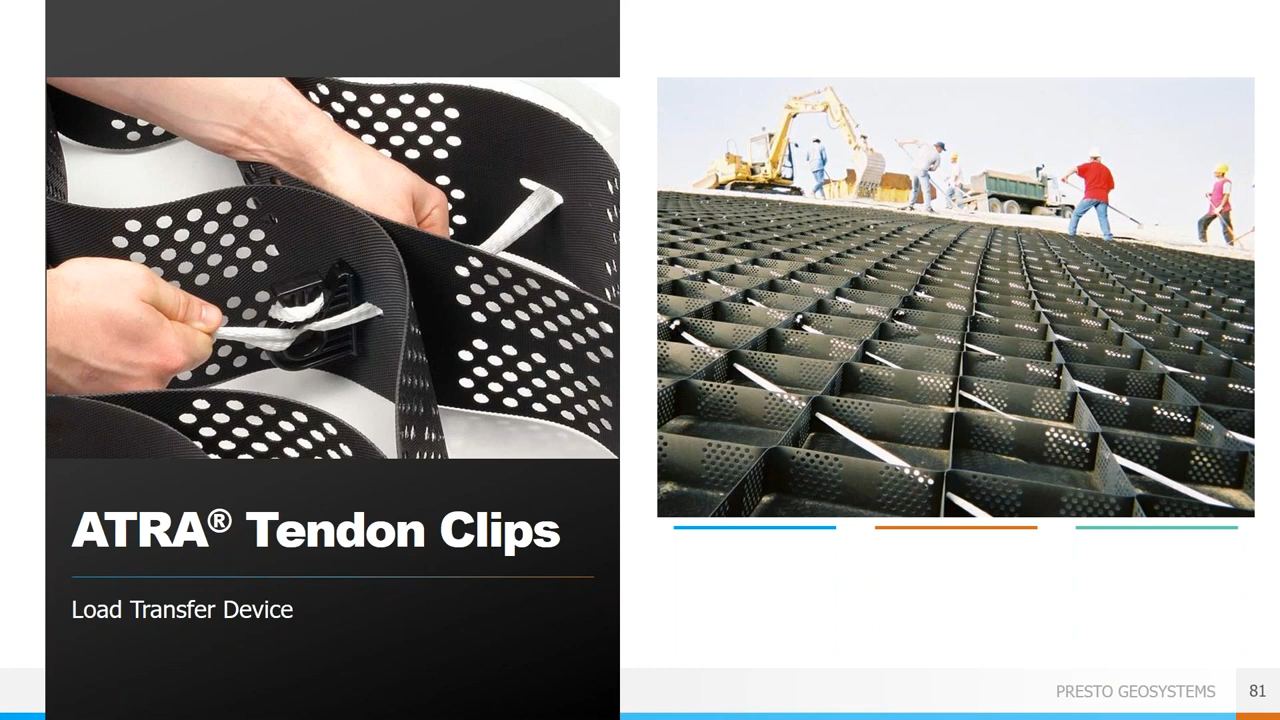 ATRA® Tendon Clips
Load Transfer Device
PRESTO GEOSYSTEMS
81